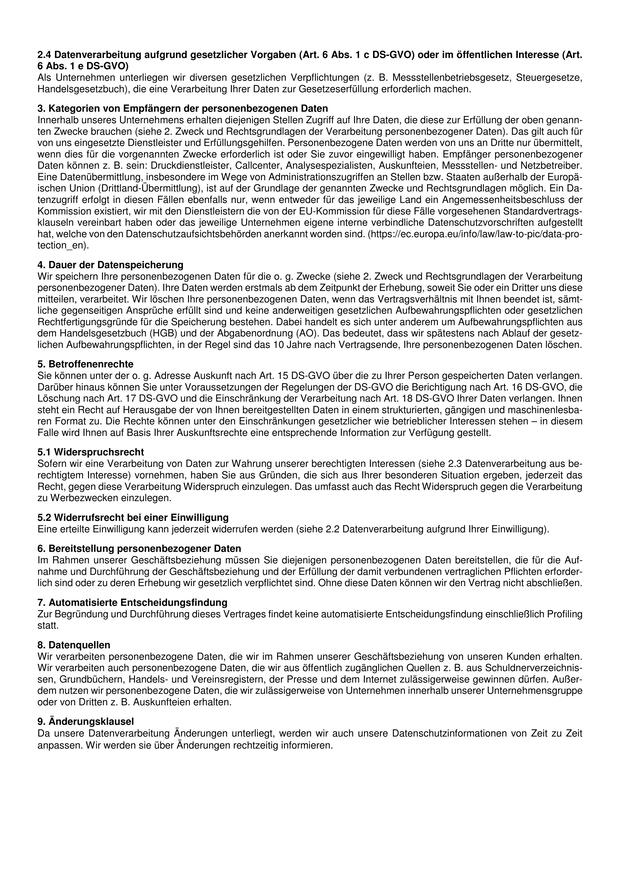 2.4 Datenverarbeitung aufgrund gesetzlicher Vorgaben (Art. 6 Abs. 1 c DS-GVO) oder im öffentlichen Interesse (Art.
6 Abs. 1 e DS-GVO)
Als Unternehmen unterliegen wir diversen gesetzlichen Verpflichtungen (z. B. Messstellenbetriebsgesetz, Steuergesetze,
Handelsgesetzbuch), die eine Verarbeitung Ihrer Daten zur Gesetzeserfüllung erforderlich machen.
3. Kategorien von Empfängern der personenbezogenen Daten
Innerhalb unseres Unternehmens erhalten diejenigen Stellen Zugriff auf Ihre Daten, die diese zur Erfüllung der oben genann-
ten Zwecke brauchen (siehe 2. Zweck und Rechtsgrundlagen der Verarbeitung personenbezogener Daten). Das gilt auch für
von uns eingesetzte Dienstleister und Erfüllungsgehilfen. Personenbezogene Daten werden von uns an Dritte nur übermittelt,
wenn dies für die vorgenannten Zwecke erforderlich ist oder Sie zuvor eingewilligt haben. Empfänger personenbezogener
Daten können z. B. sein: Druckdienstleister, Callcenter, Analysespezialisten, Auskunfteien, Messstellen- und Netzbetreiber.
Eine Datenübermittlung, insbesondere im Wege von Administrationszugriffen an Stellen bzw. Staaten außerhalb der Europä-
ischen Union (Drittland-Übermittlung), ist auf der Grundlage der genannten Zwecke und Rechtsgrundlagen möglich. Ein Da-
tenzugriff erfolgt in diesen Fällen ebenfalls nur, wenn entweder für das jeweilige Land ein Angemessenheitsbeschluss der
Kommission existiert, wir mit den Dienstleistern die von der EU-Kommission für diese Fälle vorgesehenen Standardvertrags-
klauseln vereinbart haben oder das jeweilige Unternehmen eigene interne verbindliche Datenschutzvorschriften aufgestellt
hat, welche von den Datenschutzaufsichtsbehörden anerkannt worden sind. (https://ec.europa.eu/info/law/law-to-pic/data-pro-
tection_en).
4. Dauer der Datenspeicherung
Wir speichern Ihre personenbezogenen Daten für die o. g. Zwecke (siehe 2. Zweck und Rechtsgrundlagen der Verarbeitung
personenbezogener Daten). Ihre Daten werden erstmals ab dem Zeitpunkt der Erhebung, soweit Sie oder ein Dritter uns diese
mitteilen, verarbeitet. Wir löschen Ihre personenbezogenen Daten, wenn das Vertragsverhältnis mit Ihnen beendet ist, sämt-
liche gegenseitigen Ansprüche erfüllt sind und keine anderweitigen gesetzlichen Aufbewahrungspflichten oder gesetzlichen
Rechtfertigungsgründe für die Speicherung bestehen. Dabei handelt es sich unter anderem um Aufbewahrungspflichten aus
dem Handelsgesetzbuch (HGB) und der Abgabenordnung (AO). Das bedeutet, dass wir spätestens nach Ablauf der gesetz-
lichen Aufbewahrungspflichten, in der Regel sind das 10 Jahre nach Vertragsende, Ihre personenbezogenen Daten löschen.
5. Betroffenenrechte
Sie können unter der o. g. Adresse Auskunft nach Art. 15 DS-GVO über die zu Ihrer Person gespeicherten Daten verlangen.
Darüber hinaus können Sie unter Voraussetzungen der Regelungen der DS-GVO die Berichtigung nach Art. 16 DS-GVO, die
Löschung nach Art. 17 DS-GVO und die Einschränkung der Verarbeitung nach Art. 18 DS-GVO Ihrer Daten verlangen. Ihnen
steht ein Recht auf Herausgabe der von Ihnen bereitgestellten Daten in einem strukturierten, gängigen und maschinenlesba-
ren Format zu. Die Rechte können unter den Einschränkungen gesetzlicher wie betrieblicher Interessen stehen – in diesem
Falle wird Ihnen auf Basis Ihrer Auskunftsrechte eine entsprechende Information zur Verfügung gestellt.
5.1 Widerspruchsrecht
Sofern wir eine Verarbeitung von Daten zur Wahrung unserer berechtigten Interessen (siehe 2.3 Datenverarbeitung aus be-
rechtigtem Interesse) vornehmen, haben Sie aus Gründen, die sich aus Ihrer besonderen Situation ergeben, jederzeit das
Recht, gegen diese Verarbeitung Widerspruch einzulegen. Das umfasst auch das Recht Widerspruch gegen die Verarbeitung
zu Werbezwecken einzulegen.
5.2 Widerrufsrecht bei einer Einwilligung
Eine erteilte Einwilligung kann jederzeit widerrufen werden (siehe 2.2 Datenverarbeitung aufgrund Ihrer Einwilligung).
6. Bereitstellung personenbezogener Daten
Im Rahmen unserer Geschäftsbeziehung müssen Sie diejenigen personenbezogenen Daten bereitstellen, die für die Auf-
nahme und Durchführung der Geschäftsbeziehung und der Erfüllung der damit verbundenen vertraglichen Pflichten erforder-
lich sind oder zu deren Erhebung wir gesetzlich verpflichtet sind. Ohne diese Daten können wir den Vertrag nicht abschließen.
7. Automatisierte Entscheidungsfindung
Zur Begründung und Durchführung dieses Vertrages findet keine automatisierte Entscheidungsfindung einschließlich Profiling
statt.
8. Datenquellen
Wir verarbeiten personenbezogene Daten, die wir im Rahmen unserer Geschäftsbeziehung von unseren Kunden erhalten.
Wir verarbeiten auch personenbezogene Daten, die wir aus öffentlich zugänglichen Quellen z. B. aus Schuldnerverzeichnis-
sen, Grundbüchern, Handels- und Vereinsregistern, der Presse und dem Internet zulässigerweise gewinnen dürfen. Außer-
dem nutzen wir personenbezogene Daten, die wir zulässigerweise von Unternehmen innerhalb unserer Unternehmensgruppe
oder von Dritten z. B. Auskunfteien erhalten.
9. Änderungsklausel
Da unsere Datenverarbeitung Änderungen unterliegt, werden wir auch unsere Datenschutzinformationen von Zeit zu Zeit
anpassen. Wir werden sie über Änderungen rechtzeitig informieren.